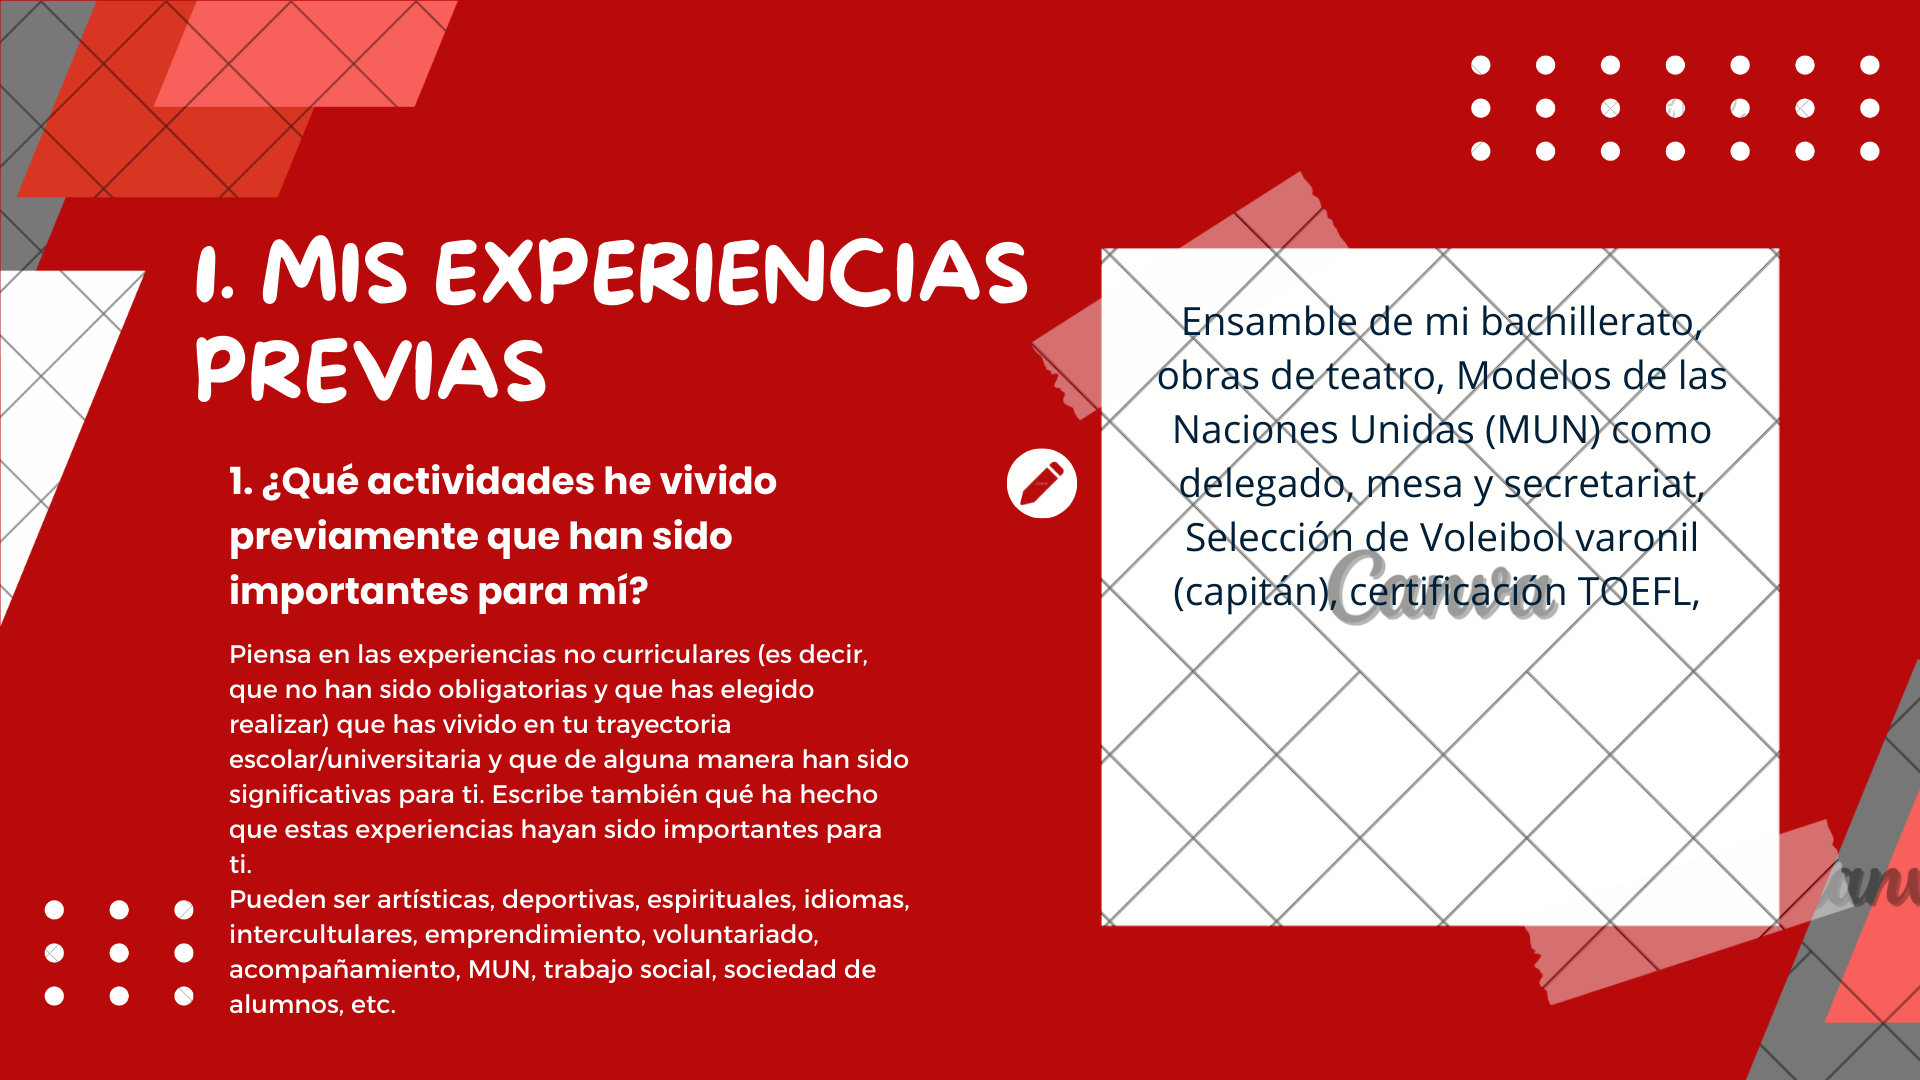 1. MIS EXPERIENCIAS
PREVIAS
1. ¿Qué actividades he vivido
previamente que han sido
importantes para mí?
Piensa en las experiencias no curriculares (es decir,
que no han sido obligatorias y que has elegido
realizar) que has vivido en tu trayectoria
escolar/universitaria y que de alguna manera han sido
significativas para ti. Escribe también qué ha hecho
que estas experiencias hayan sido importantes para
ti.
Pueden ser artísticas, deportivas, espirituales, idiomas,
intercultulares, emprendimiento, voluntariado,
acompañamiento, MUN, trabajo social, sociedad de
alumnos, etc.
Ensamble de mi bachillerato,
obras de teatro, Modelos de las
Naciones Unidas (MUN) como
delegado, mesa y secretariat,
Selección de Voleibol varonil
(capitán), certificación TOEFL,
Canva